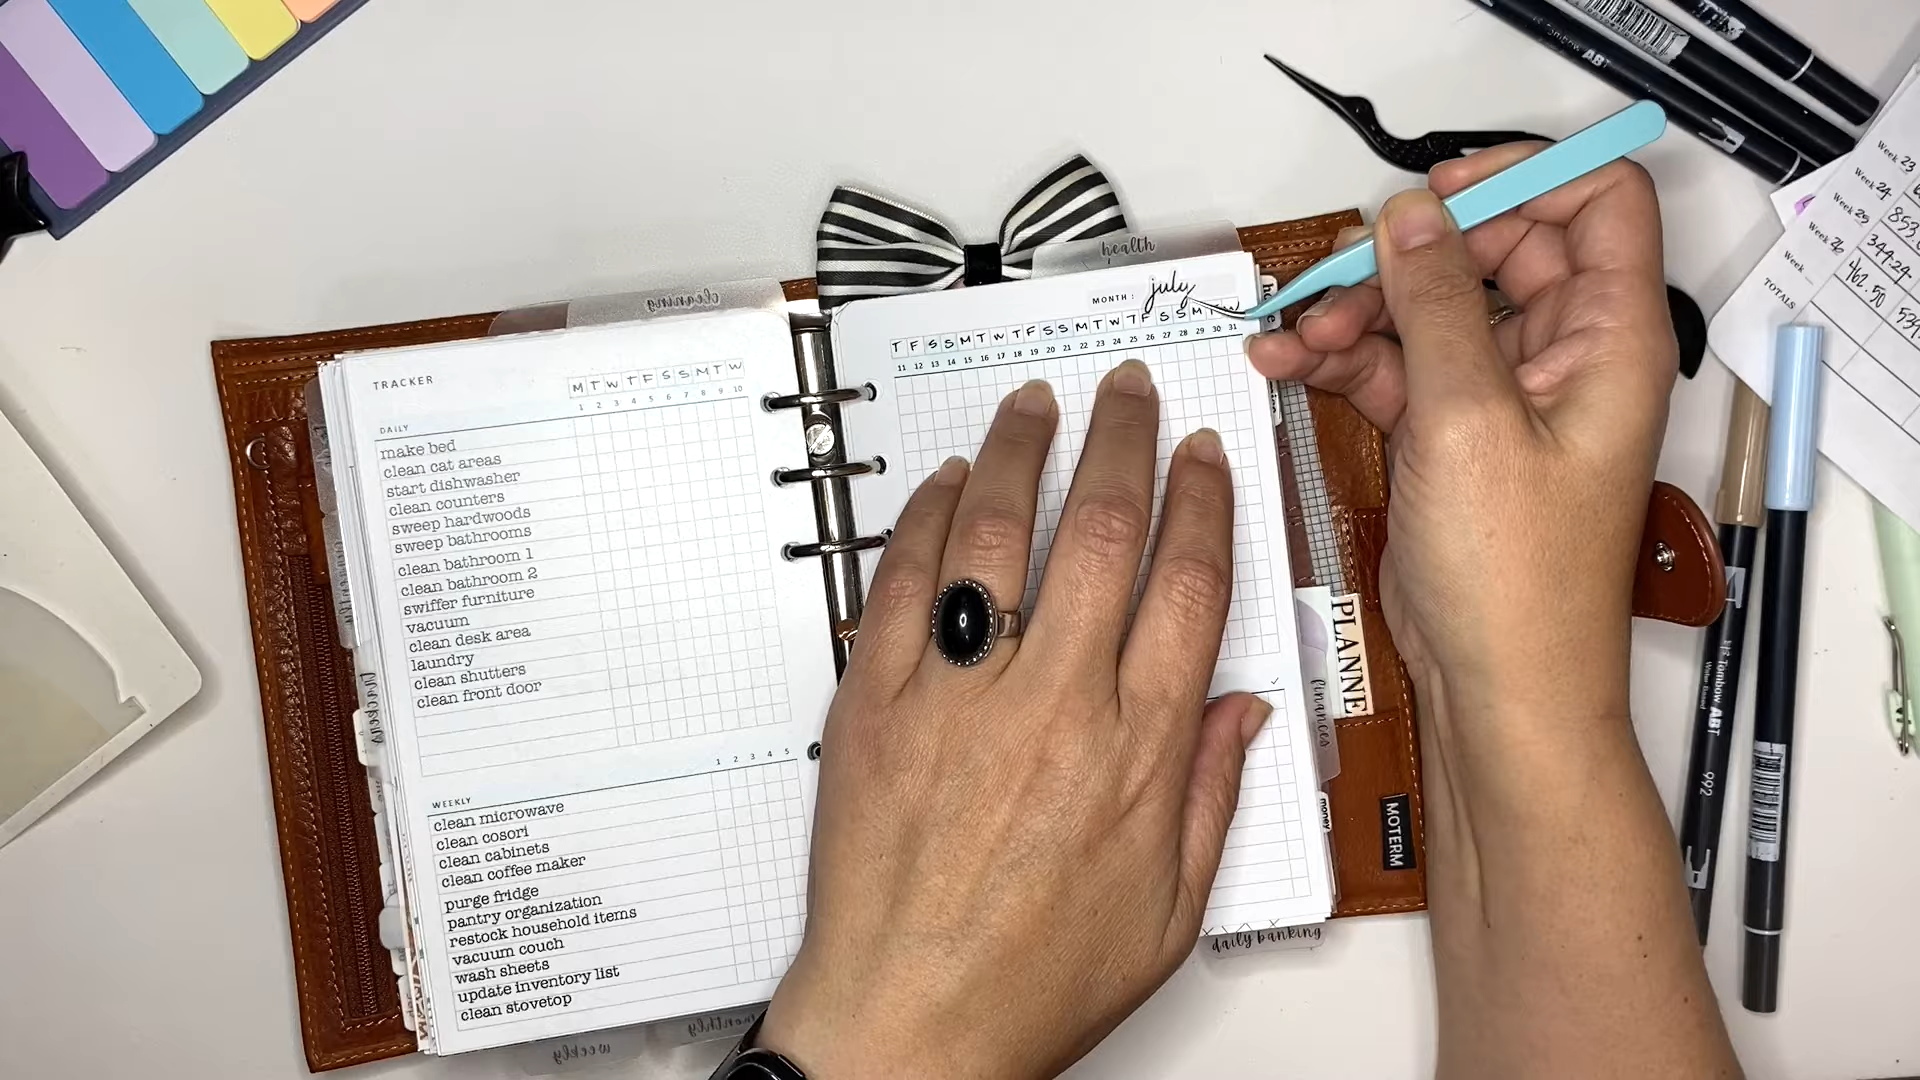 cleaning
health
TRACKER
M T W T F S S M T W
1 2 3 4 5 6 7 8 9 10
DAILY
make bed
clean cat areas
start dishwasher
clean counters
sweep hardwoods
sweep bathrooms
clean bathroom 1
clean bathroom 2
swiffer furniture
vacuum
clean desk area
laundry
clean shutters
clean front door
1 2 3 4 5
WEEKLY
clean microwave
clean cosori
clean cabinets
clean coffee maker
purge fridge
pantry organization
restock household items
vacuum couch
wash sheets
update inventory list
clean stovetop
weekly
monthly
MONTH: july
T F S S M T W T F S S M T W T F S S M T W
11 12 13 14 15 16 17 18 19 20 21 22 23 24 25 26 27 28 29 30 31
PLANNE
finances
money
MOTERM
daily banking
Tombow ABT
Tombow ABT
992
Week 23
Week 24
853.
Week 25
344.24
Week 26
462.50
Week
TOTALS